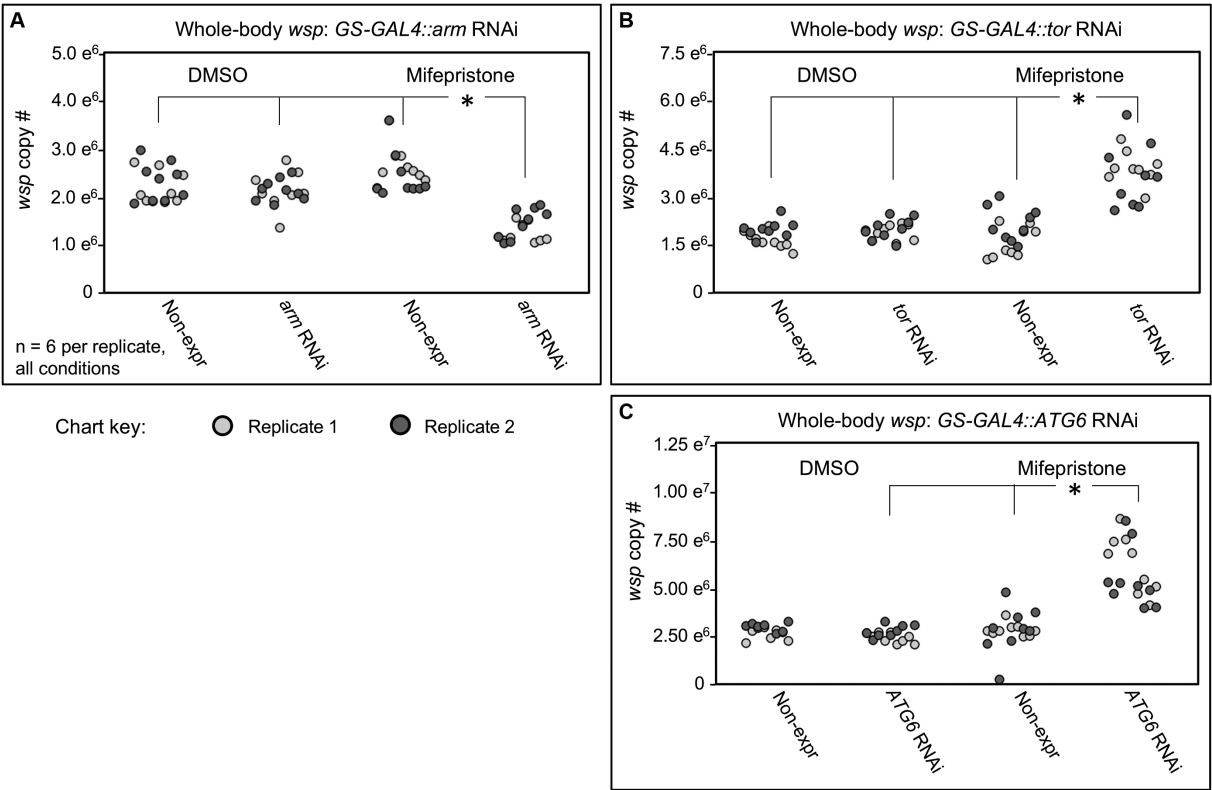 A
Whole-body wsp: GS-GAL4::arm RNAi
5.0 e6
4.0 e6
3.0 e6
2.0 e6
1.0 e6
0
wsp copy #
DMSO
Mifepristone
*
Non-expr
arm RNAi
Non-expr
arm RNAi
n = 6 per replicate,
all conditions
B
Whole-body wsp: GS-GAL4::tor RNAi
7.5 e6
6.0 e6
4.5 e6
3.0 e6
1.5 e6
0
wsp copy #
DMSO
Mifepristone
*
Non-expr
tor RNAi
Non-expr
tor RNAi
Chart key:
Replicate 1
Replicate 2
C
Whole-body wsp: GS-GAL4::ATG6 RNAi
1.25 e7
1.00 e7
7.50 e6
5.00 e6
2.50 e6
0
wsp copy #
DMSO
Mifepristone
*
Non-expr
ATG6 RNAi
Non-expr
ATG6 RNAi